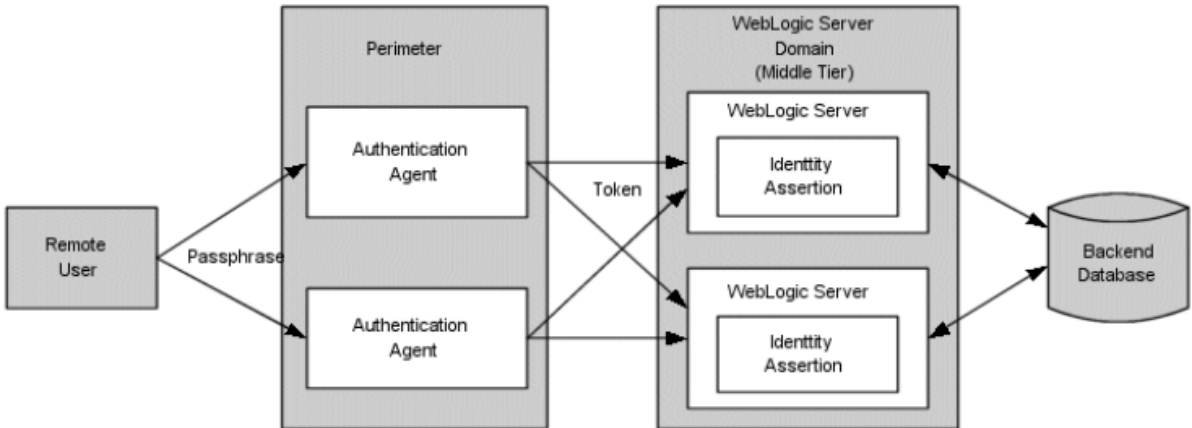 Remote
User
Passphrase
Perimeter
Authentication
Agent
Authentication
Agent
Token
WebLogic Server
Domain
(Middle Tier)
WebLogic Server
Identtity
Assertion
WebLogic Server
Identtity
Assertion
Backend
Database